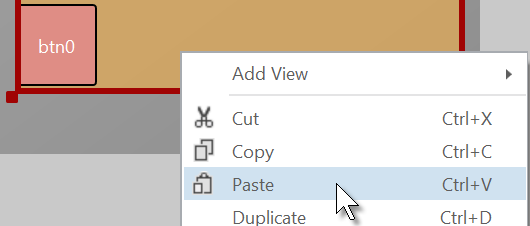 btn0
Add View
Cut Ctrl+X
Copy Ctrl+C
Paste Ctrl+V
Duplicate Ctrl+D